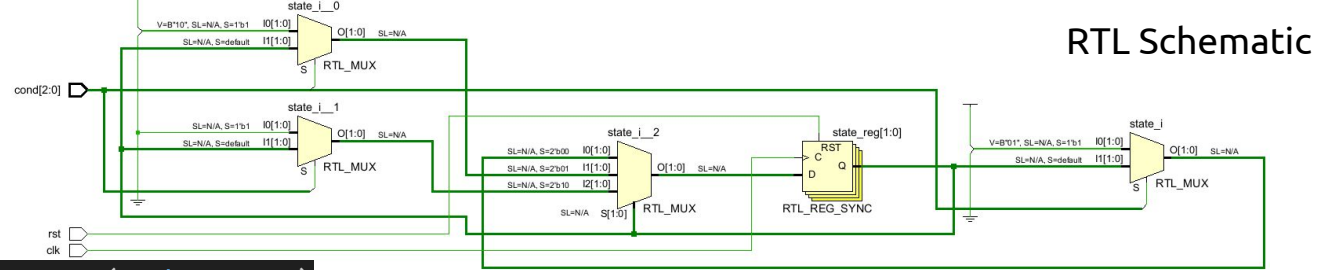 RTL Schematic
state_i__0
V=B"10", SL=N/A, S=1'b1 I0[1:0]
SL=N/A, S=default I1[1:0]
O[1:0] SL=N/A
S RTL_MUX
cond[2:0]
state_i__1
SL=N/A, S=1'b1 I0[1:0]
SL=N/A, S=default I1[1:0]
O[1:0] SL=N/A
S RTL_MUX
state_i__2
SL=N/A, S=2'b00 I0[1:0]
SL=N/A, S=2'b01 I1[1:0]
SL=N/A, S=2'b10 I2[1:0]
O[1:0] SL=N/A
SL=N/A S[1:0] RTL_MUX
state_reg[1:0]
RST
C
D
Q
RTL_REG_SYNC
state_i
V=B"01", SL=N/A, S=1'b1 I0[1:0]
SL=N/A, S=default I1[1:0]
O[1:0] SL=N/A
S RTL_MUX
rst
clk